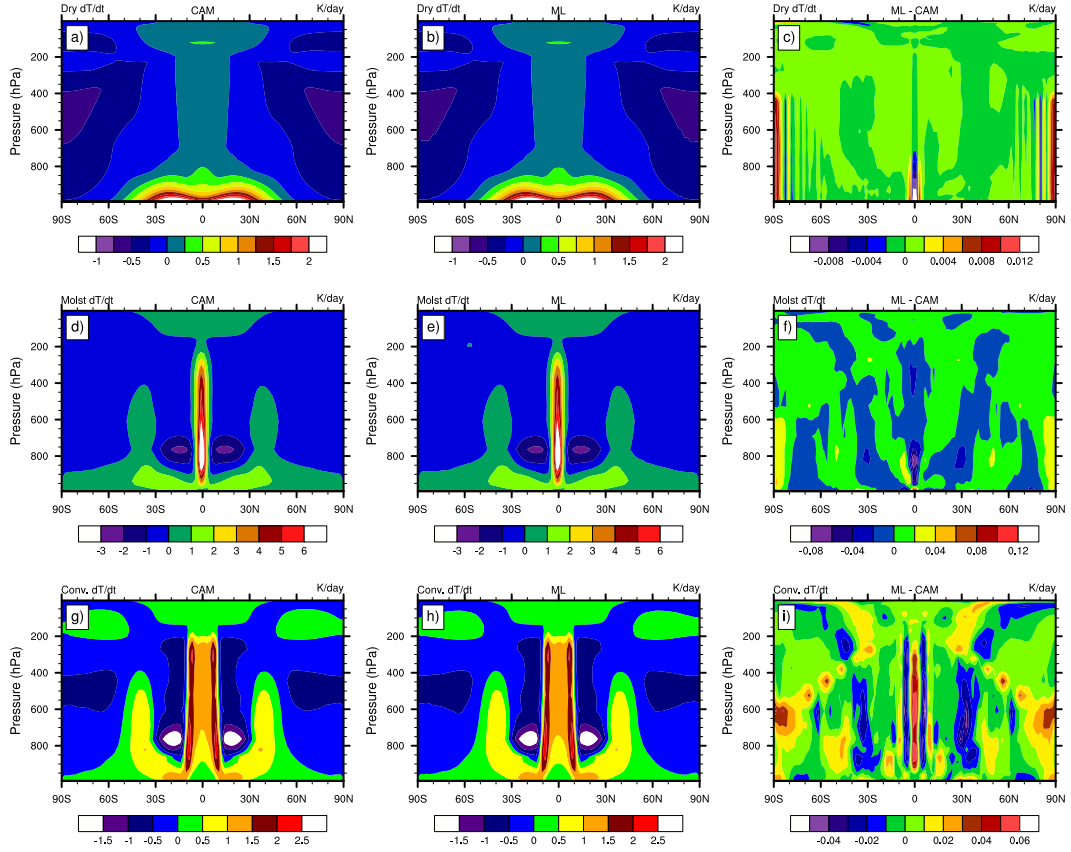 Dry dT/dt CAM K/day
Dry dT/dt ML K/day
Dry dT/dt ML - CAM K/day
a)
b)
c)
Pressure (hPa)
200
400
600
800
90S 60S 30S 0 30N 60N 90N
-1 -0.5 0 0.5 1 1.5 2
Pressure (hPa)
200
400
600
800
90S 60S 30S 0 30N 60N 90N
-1 -0.5 0 0.5 1 1.5 2
Pressure (hPa)
200
400
600
800
90S 60S 30S 0 30N 60N 90N
-0.008 -0.004 0 0.004 0.008 0.012
Moist dT/dt CAM K/day
Moist dT/dt ML K/day
Moist dT/dt ML - CAM K/day
d)
e)
f)
Pressure (hPa)
200
400
600
800
90S 60S 30S 0 30N 60N 90N
-3 -2 -1 0 1 2 3 4 5 6
Pressure (hPa)
200
400
600
800
90S 60S 30S 0 30N 60N 90N
-3 -2 -1 0 1 2 3 4 5 6
Pressure (hPa)
200
400
600
800
90S 60S 30S 0 30N 60N 90N
-0.08 -0.04 0 0.04 0.08 0.12
Conv. dT/dt CAM K/day
Conv. dT/dt ML K/day
Conv. dT/dt ML - CAM K/day
g)
h)
i)
Pressure (hPa)
200
400
600
800
90S 60S 30S 0 30N 60N 90N
-1.5 -1 -0.5 0 0.5 1 1.5 2 2.5
Pressure (hPa)
200
400
600
800
90S 60S 30S 0 30N 60N 90N
-1.5 -1 -0.5 0 0.5 1 1.5 2 2.5
Pressure (hPa)
200
400
600
800
90S 60S 30S 0 30N 60N 90N
-0.04 -0.02 0 0.02 0.04 0.06